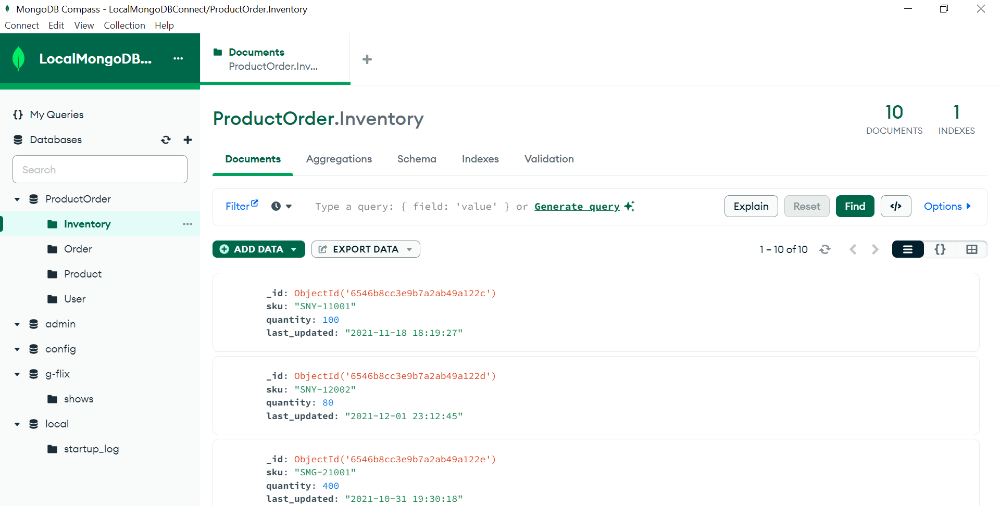 MongoDB Compass - LocalMongoDBConnect/ProductOrder.Inventory
Connect Edit View Collection Help
LocalMongoDB...
Documents
ProductOrder.Inv...
My Queries
Databases
Search
ProductOrder
Inventory
Order
Product
User
admin
config
g-flix
shows
local
startup_log
ProductOrder.Inventory
10
DOCUMENTS
1
INDEXES
Documents Aggregations Schema Indexes Validation
Filter Type a query: { field: 'value' } or Generate query Explain Reset Find </> Options
ADD DATA EXPORT DATA 1 – 10 of 10 {}
_id: ObjectId('6546b8cc3e9b7a2ab49a122c')
sku: "SNY-11001"
quantity: 100
last_updated: "2021-11-18 18:19:27"
_id: ObjectId('6546b8cc3e9b7a2ab49a122d')
sku: "SNY-12002"
quantity: 80
last_updated: "2021-12-01 23:12:45"
_id: ObjectId('6546b8cc3e9b7a2ab49a122e')
sku: "SMG-21001"
quantity: 400
last_updated: "2021-10-31 19:30:18"